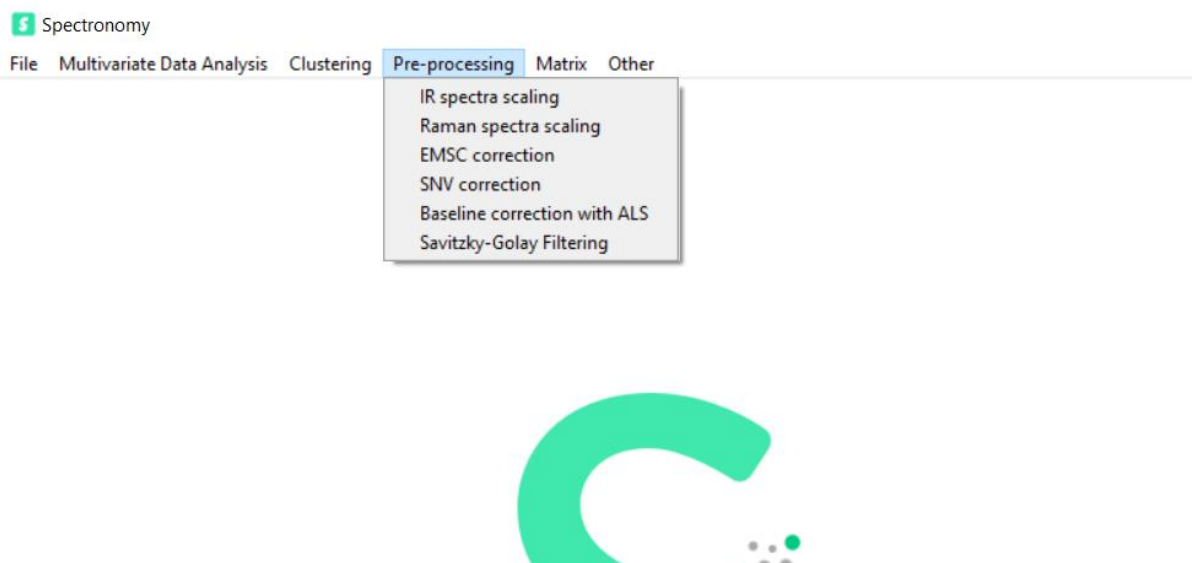 S Spectronomy
File Multivariate Data Analysis Clustering Pre-processing Matrix Other
IR spectra scaling
Raman spectra scaling
EMSC correction
SNV correction
Baseline correction with ALS
Savitzky-Golay Filtering